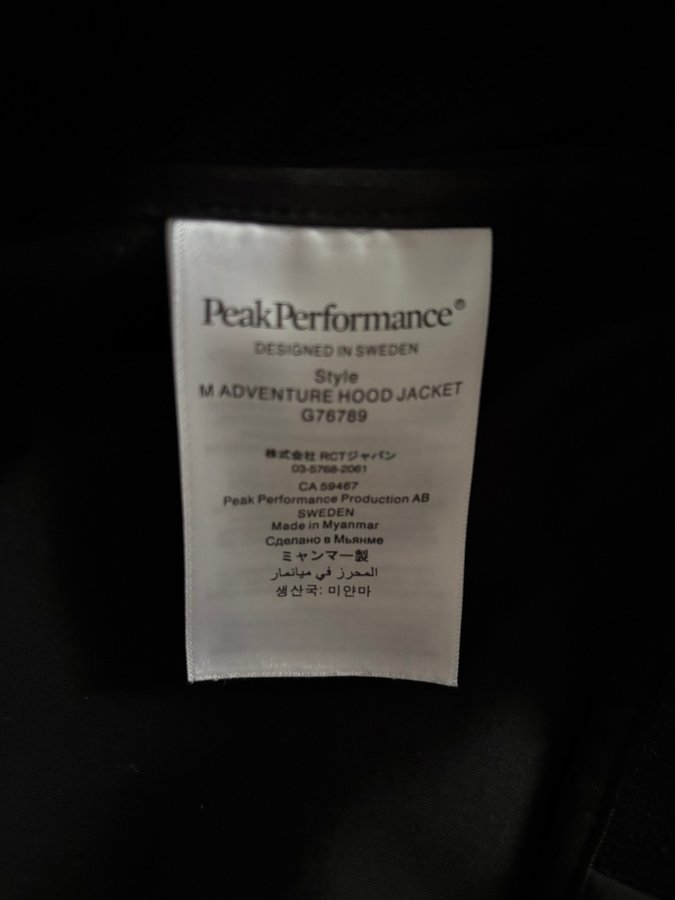 PeakPerformance®
DESIGNED IN SWEDEN
Style
M ADVENTURE HOOD JACKET
G76789
株式会社 RCTジャパン
03-5768-2061
CA 59467
Peak Performance Production AB
SWEDEN
Made in Myanmar
Сделано в Мьянме
ミャンマー製
المحرز في ميانمار
생산국: 미얀마